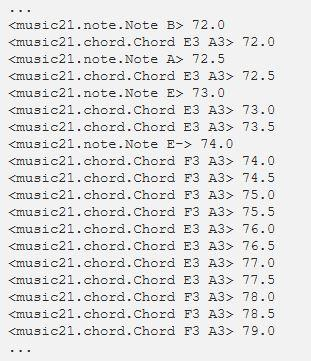 ...
<music21.note.Note B> 72.0
<music21.chord.Chord E3 A3> 72.0
<music21.note.Note A> 72.5
<music21.chord.Chord E3 A3> 72.5
<music21.note.Note E> 73.0
<music21.chord.Chord E3 A3> 73.0
<music21.chord.Chord E3 A3> 73.5
<music21.note.Note E-> 74.0
<music21.chord.Chord F3 A3> 74.0
<music21.chord.Chord F3 A3> 74.5
<music21.chord.Chord F3 A3> 75.0
<music21.chord.Chord F3 A3> 75.5
<music21.chord.Chord E3 A3> 76.0
<music21.chord.Chord E3 A3> 76.5
<music21.chord.Chord E3 A3> 77.0
<music21.chord.Chord E3 A3> 77.5
<music21.chord.Chord F3 A3> 78.0
<music21.chord.Chord F3 A3> 78.5
<music21.chord.Chord F3 A3> 79.0
...